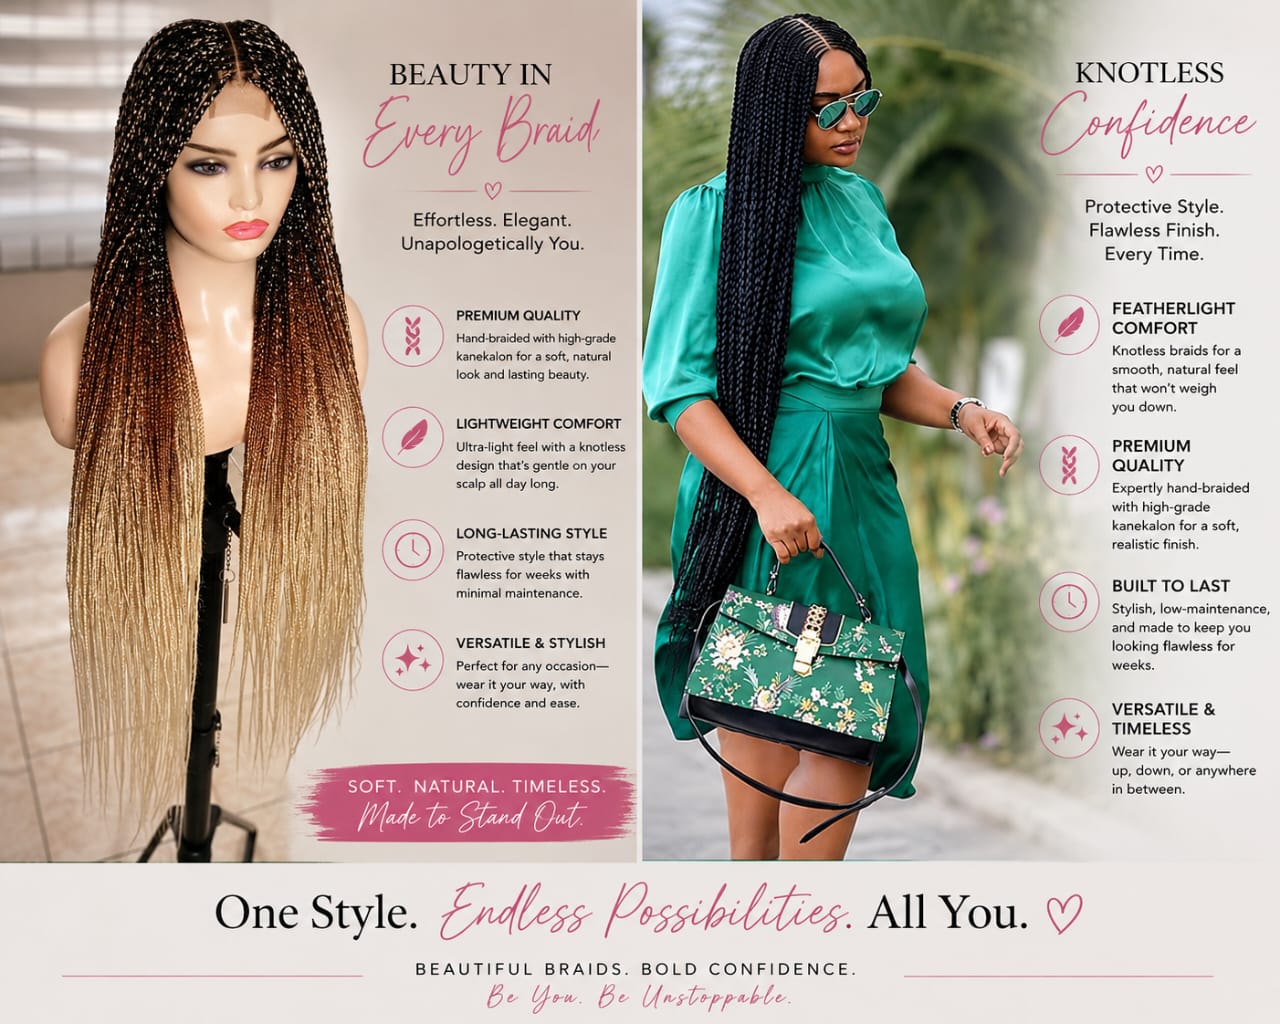 BEAUTY IN
Every Braid
Effortless. Elegant.
Unapologetically You.
PREMIUM QUALITY
Hand-braided with high-grade
kanekalon for a soft, natural
look and lasting beauty.
LIGHTWEIGHT COMFORT
Ultra-light feel with a knotless
design that's gentle on your
scalp all day long.
LONG-LASTING STYLE
Protective style that stays
flawless for weeks with
minimal maintenance.
VERSATILE & STYLISH
Perfect for any occasion—
wear it your way, with
confidence and ease.
SOFT. NATURAL. TIMELESS.
Made to Stand Out.
KNOTLESS
Confidence
Protective Style.
Flawless Finish.
Every Time.
FEATHERLIGHT
COMFORT
Knotless braids for a
smooth, natural feel
that won't weigh
you down.
PREMIUM
QUALITY
Expertly hand-braided
with high-grade
kanekalon for a soft,
realistic finish.
BUILT TO LAST
Stylish, low-maintenance,
and made to keep you
looking flawless for
weeks.
VERSATILE &
TIMELESS
Wear it your way—
up, down, or anywhere
in between.
One Style. Endless Possibilities. All You.
BEAUTIFUL BRAIDS. BOLD CONFIDENCE.
Be You. Be Unstoppable.